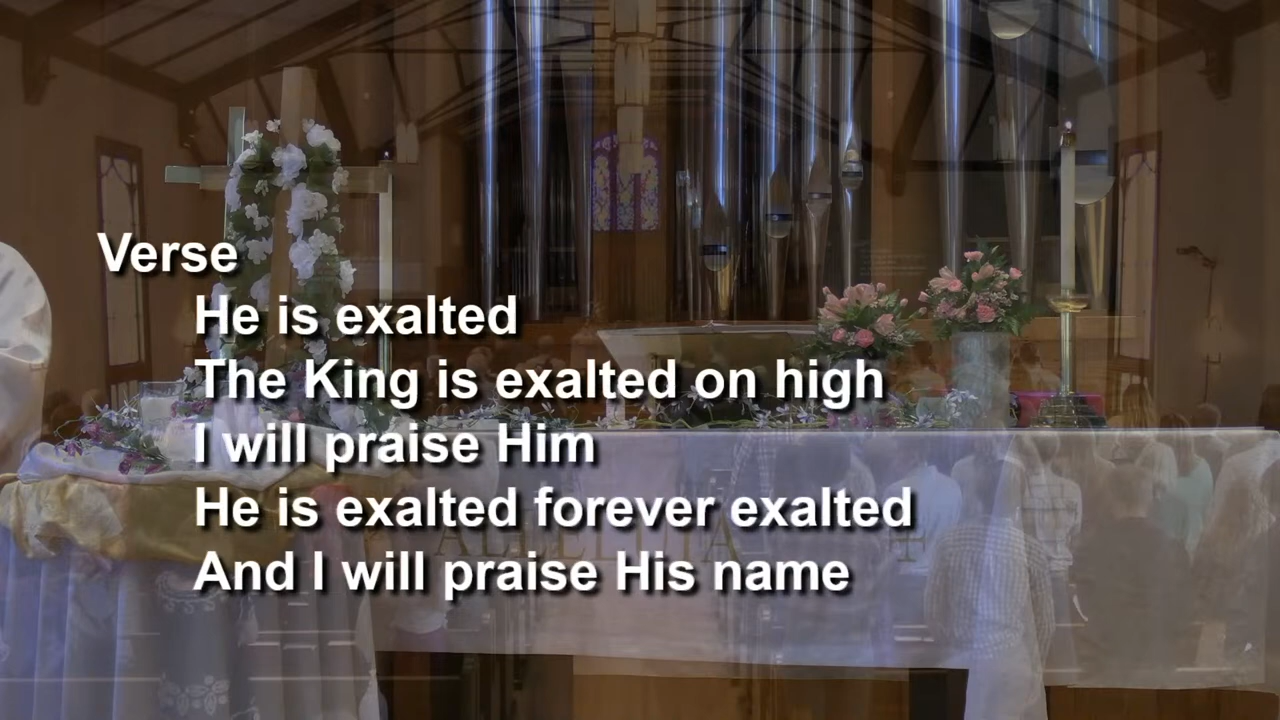 Verse
He is exalted
The King is exalted on high
I will praise Him
He is exalted forever exalted
And I will praise His name
ALLELUIA